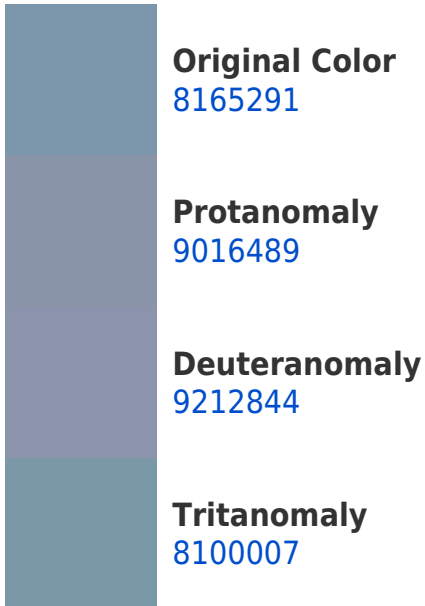 Original Color
8165291
Protanomaly
9016489
Deuteranomaly
9212844
Tritanomaly
8100007